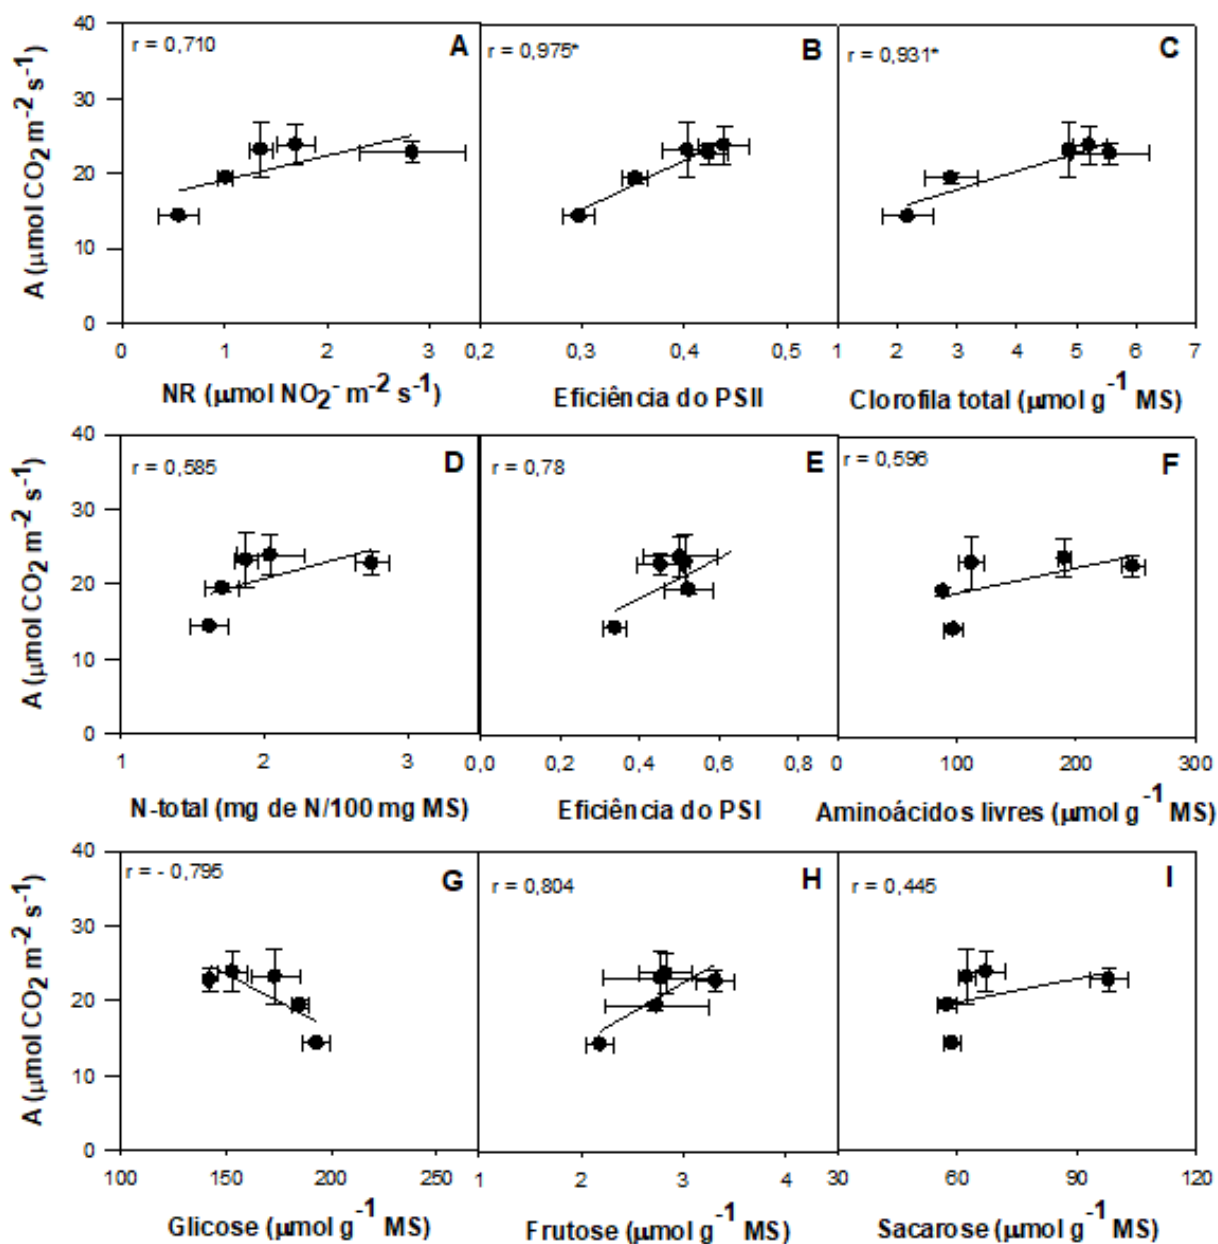 40
r = 0,710
A
r = 0,975*
B
r = 0,931*
C
30
20
10
0
A (μmol CO2 m-2 s-1)
0 1 2 3
0,2 0,3 0,4 0,5
1 2 3 4 5 6 7
NR (μmol NO2- m-2 s-1)
Eficiência do PSII
Clorofila total (μmol g-1 MS)
40
r = 0,585
D
r = 0,78
E
r = 0,596
F
30
20
10
0
A (μmol CO2 m-2 s-1)
1 2 3
0,0 0,2 0,4 0,6 0,8
0 100 200 300
N-total (mg de N/100 mg MS)
Eficiência do PSI
Aminoácidos livres (μmol g-1 MS)
40
r = - 0,795
G
r = 0,804
H
r = 0,445
I
30
20
10
0
A (μmol CO2 m-2 s-1)
100 150 200 250
1 2 3 4
30 60 90 120
Glicose (μmol g-1 MS)
Frutose (μmol g-1 MS)
Sacarose (μmol g-1 MS)